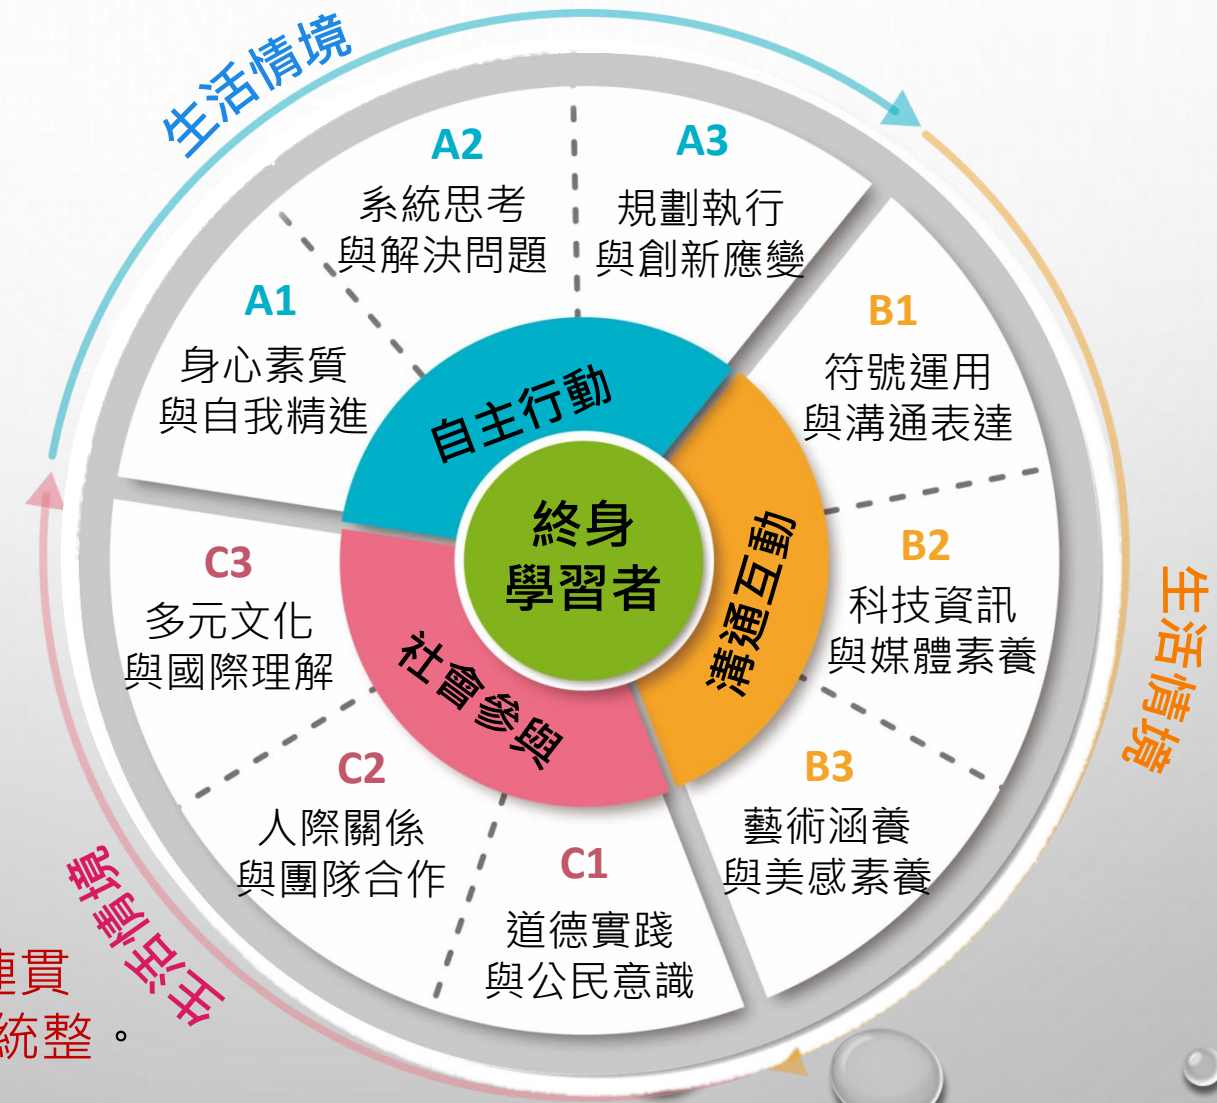 生活情境
A1
身心素質
與自我精進
A2
系統思考
與解決問題
A3
規劃執行
與創新應變
自主行動
B1
符號運用
與溝通表達
B2
科技資訊
與媒體素養
B3
藝術涵養
與美感素養
溝通互動
生活情境
C1
道德實踐
與公民意識
C2
人際關係
與團隊合作
C3
多元文化
與國際理解
社會參與
生活情境
終身
學習者
連貫
統整。